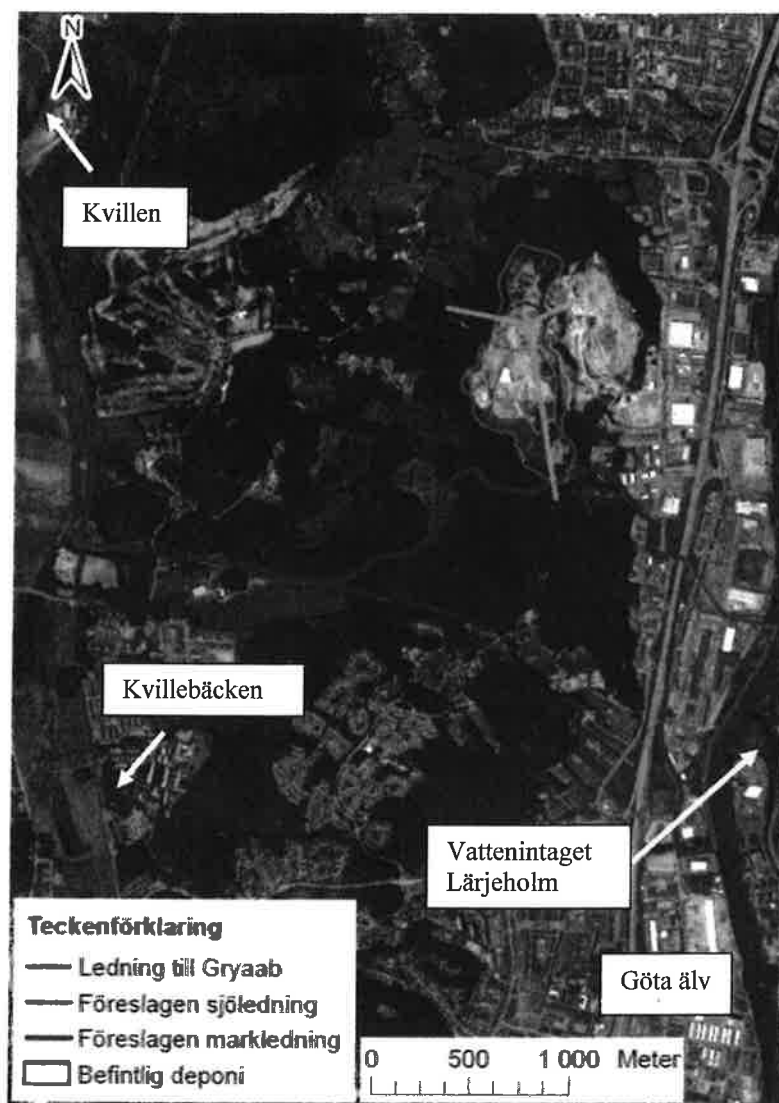 N
Kvillen
Kvillebäcken
Vattenintaget
Lärjeholm
Göta älv
Teckenförklaring
Ledning till Gryaab
Föreslagen sjöledning
Föreslagen markledning
Befintlig deponi
0 500 1 000 Meter